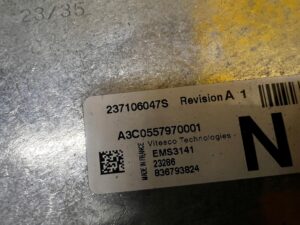 23/35
237106047S Revision A 1
A3C0557970001
Vitesco Technologies -
EMS3141
23286
836793824
MADE IN FRANCE
N